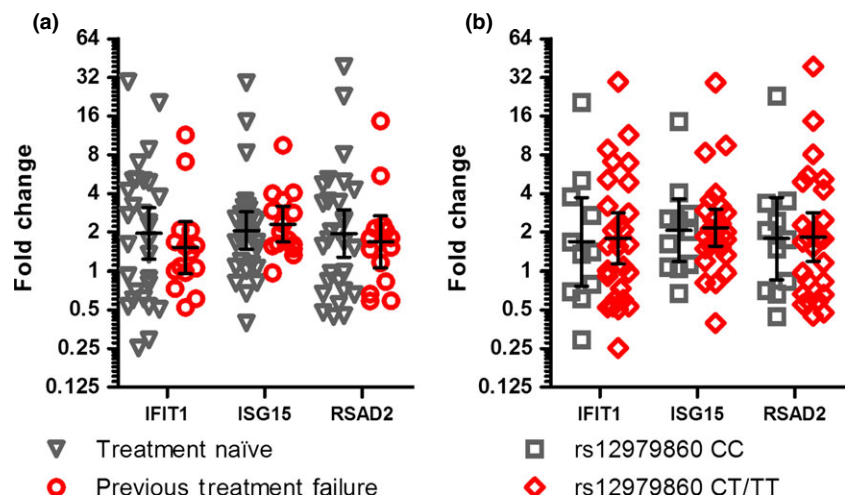 (a)
Fold change
64
32
16
8
4
2
1
0.5
0.25
0.125
IFIT1 ISG15 RSAD2
Treatment naïve
Previous treatment failure
(b)
Fold change
64
32
16
8
4
2
1
0.5
0.25
0.125
IFIT1 ISG15 RSAD2
rs12979860 CC
rs12979860 CT/TT